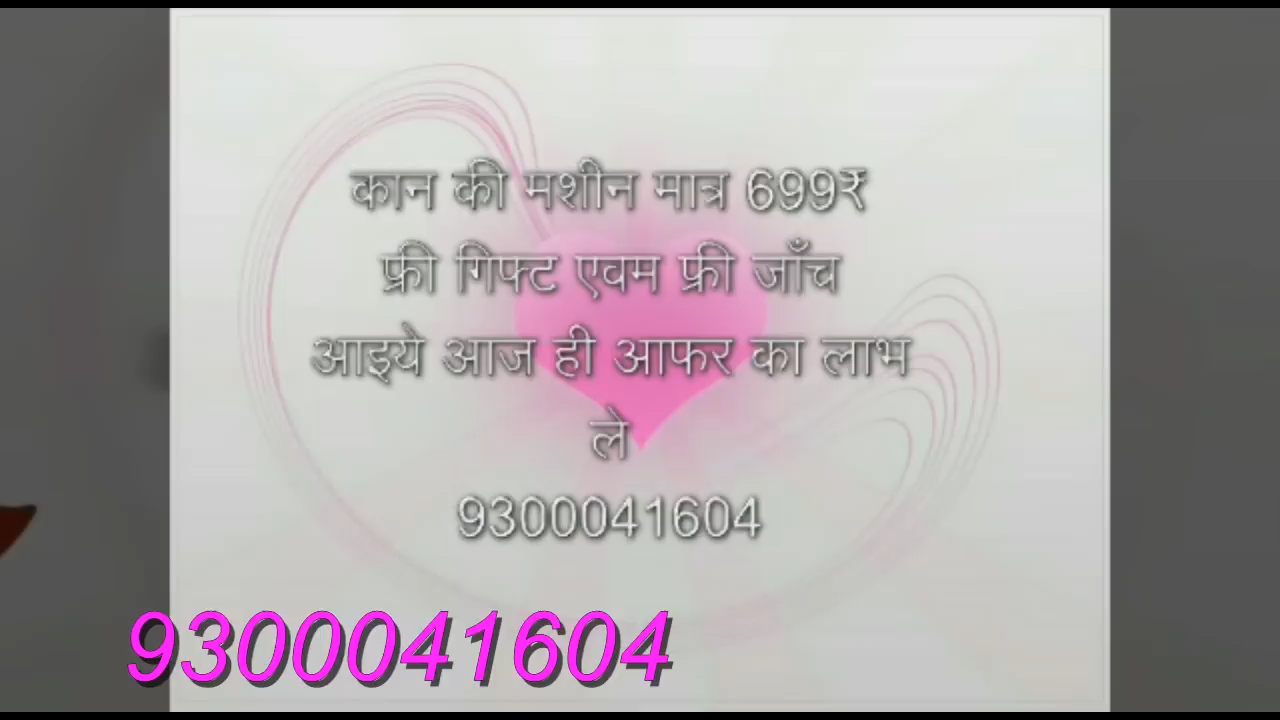 कान की मशीन मात्र 699₹
फ्री गिफ्ट एवम फ्री जाँच
आइये आज ही आफर का लाभ
ले
9300041604
9300041604